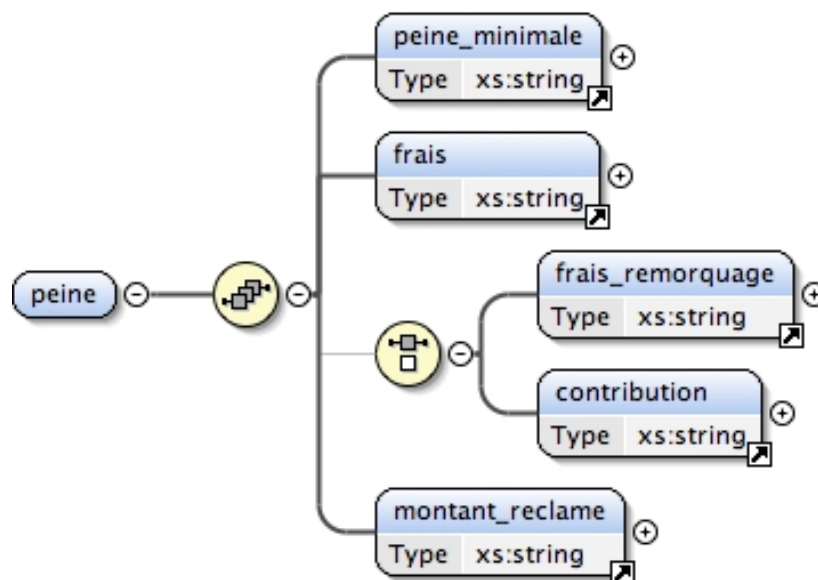 peine_minimale
Type xs:string
frais
Type xs:string
peine
frais_remorquage
Type xs:string
contribution
Type xs:string
montant_reclame
Type xs:string